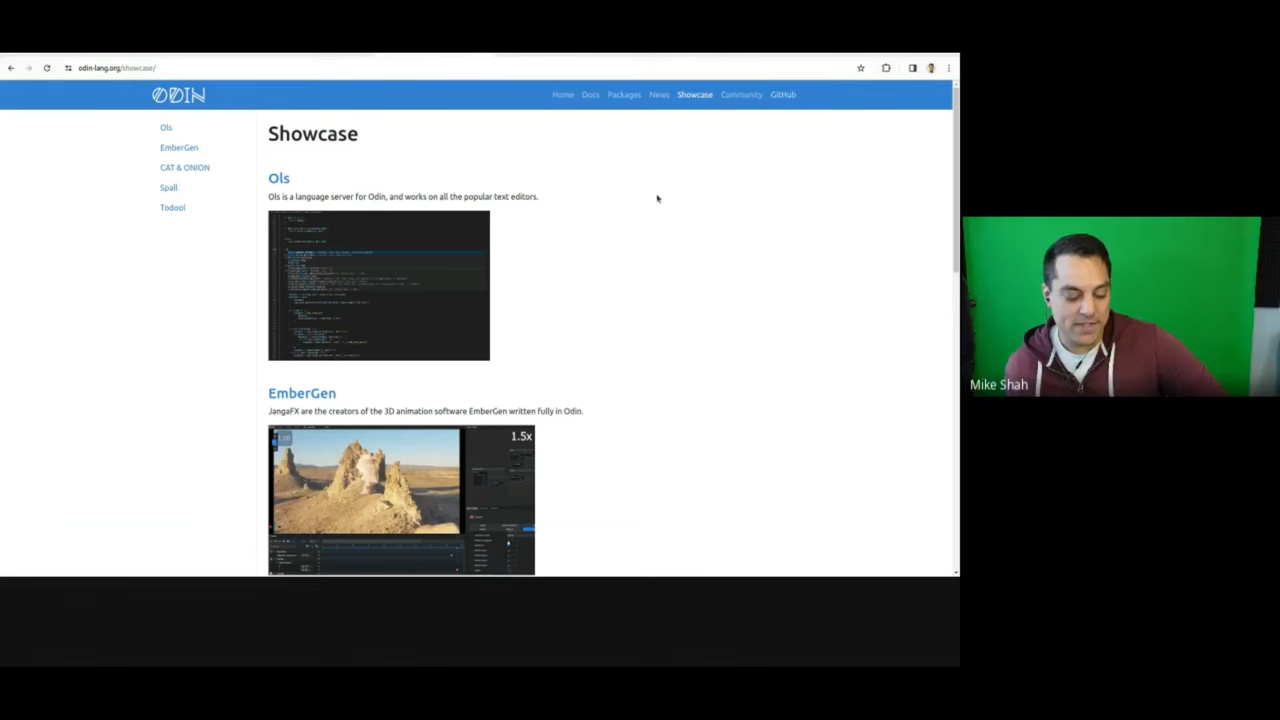 odin-lang.org/showcase/
ODIN
Home Docs Packages News Showcase Community GitHub
Ols
EmberGen
CAT & ONION
Spall
Todool
Showcase
Ols
Ols is a language server for Odin, and works on all the popular text editors.
EmberGen
JangaFX are the creators of the 3D animation software EmberGen written fully in Odin.
1.5x
Mike Shah